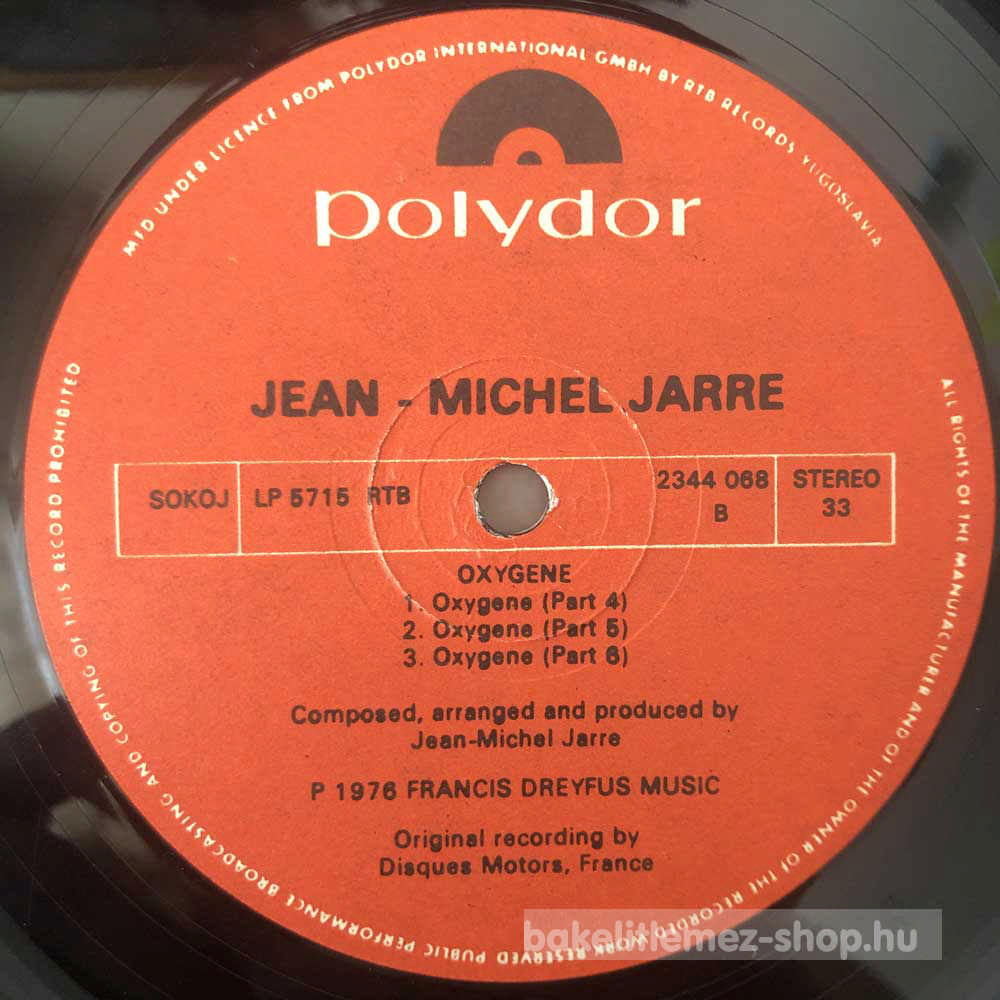 MFD UNDER LICENCE FROM POLYDOR INTERNATIONAL GMBH BY RTB RECORDS YUGOSLAVIA
polydor
JEAN - MICHEL JARRE
SOKOJ LP 5715 RTB 2344 068 STEREO
B 33
OXYGENE
1. Oxygene (Part 4)
2. Oxygene (Part 5)
3. Oxygene (Part 6)
Composed, arranged and produced by
Jean-Michel Jarre
P 1976 FRANCIS DREYFUS MUSIC
Original recording by
Disques Motors, France
ALL RIGHTS OF THE MANUFACTURER AND OF THE OWNER OF THE RECORDED WORK RESERVED PUBLIC PERFORMANCE BROADCASTING AND COPYING OF THIS RECORD PROHIBITED
bakelitlemez-shop.hu